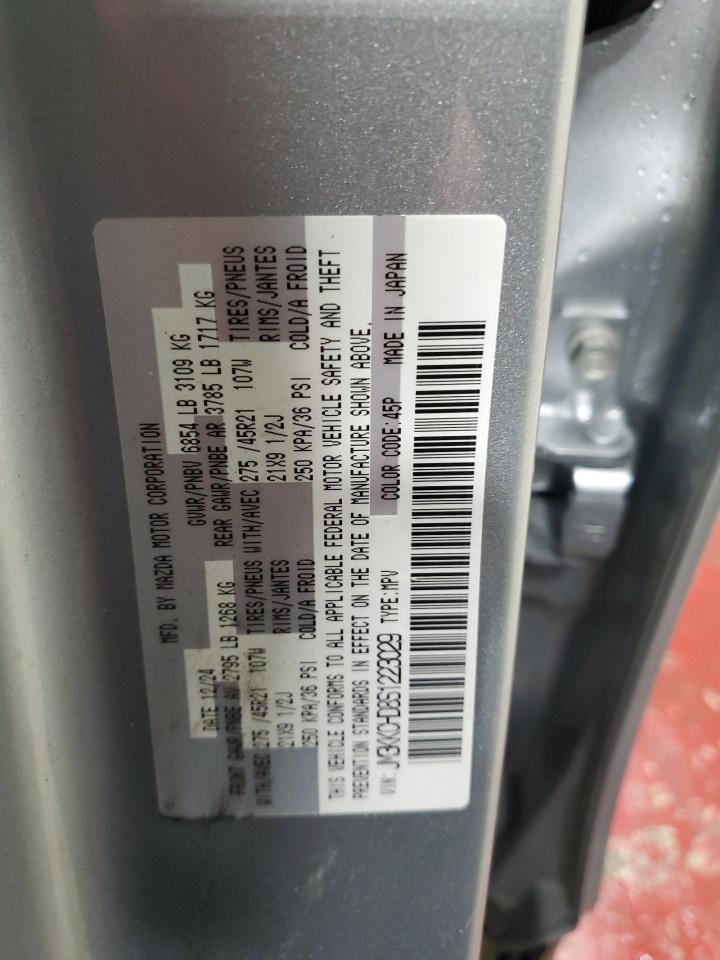 MFD. BY MAZDA MOTOR CORPORATION
DATE 12/24 GVWR/PNBV 6854 LB 3109 KG
FRONT GAWR/PNBE AV 2795 LB 1268 KG REAR GAWR/PNBE AR 3785 LB 1717 KG
WITH/AVEC 275 /45R21 107W TIRES/PNEUS WITH/AVEC 275 /45R21 107W TIRES/PNEUS
21X9 1/2J RIMS/JANTES 21X9 1/2J RIMS/JANTES
250 KPA/36 PSI COLD/A FROID 250 KPA/36 PSI COLD/A FROID
THIS VEHICLE CONFORMS TO ALL APPLICABLE FEDERAL MOTOR VEHICLE SAFETY AND THEFT
PREVENTION STANDARDS IN EFFECT ON THE DATE OF MANUFACTURE SHOWN ABOVE.
VIN: JM3KKCHD8S1223029 TYPE:MPV COLOR CODE:45P MADE IN JAPAN